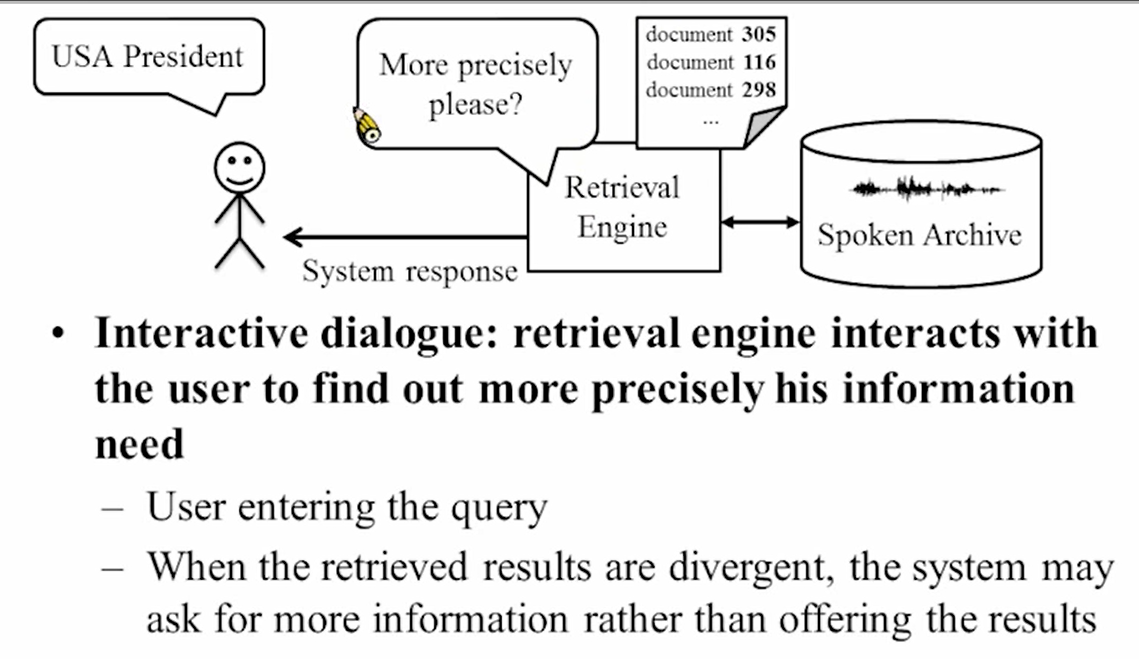 USA President
More precisely
please?
document 305
document 116
document 298
...
Retrieval
Engine
Spoken Archive
System response
• Interactive dialogue: retrieval engine interacts with
the user to find out more precisely his information
need
– User entering the query
– When the retrieved results are divergent, the system may
ask for more information rather than offering the results